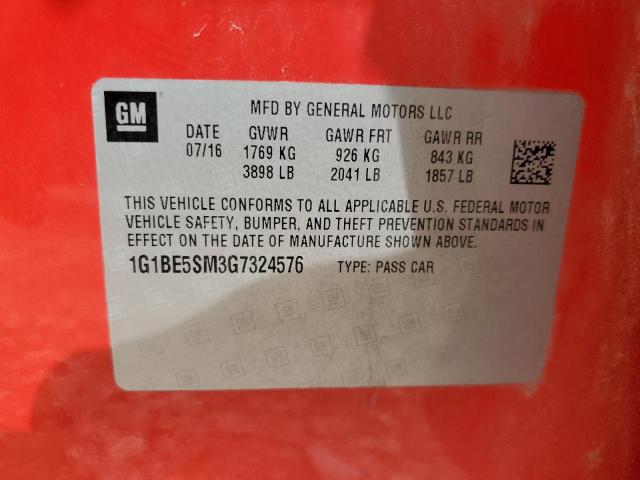 GM
MFD BY GENERAL MOTORS LLC
DATE GVWR GAWR FRT GAWR RR
07/16 1769 KG 926 KG 843 KG
3898 LB 2041 LB 1857 LB
THIS VEHICLE CONFORMS TO ALL APPLICABLE U.S. FEDERAL MOTOR
VEHICLE SAFETY, BUMPER, AND THEFT PREVENTION STANDARDS IN
EFFECT ON THE DATE OF MANUFACTURE SHOWN ABOVE.
1G1BE5SM3G7324576 TYPE: PASS CAR